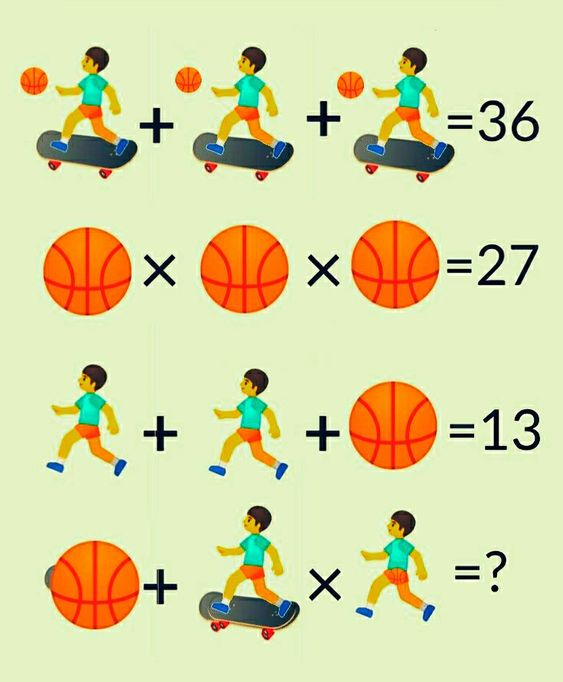 + + =36
× × =27
+ + =13
+ × =?